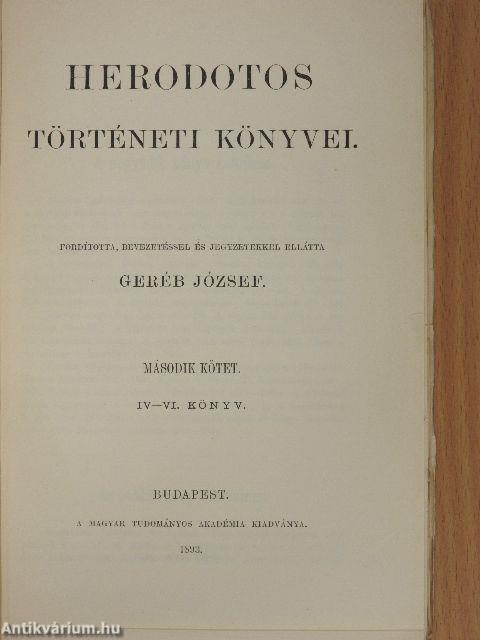 HERODOTOS
TÖRTÉNETI KÖNYVEI.
FORDÍTOTTA, BEVEZETÉSSEL ÉS JEGYZETEKKEL ELLÁTTA
GERÉB JÓZSEF.
MÁSODIK KÖTET.
IV—VI. KÖNYV.
BUDAPEST.
A MAGYAR TUDOMÁNYOS AKADÉMIA KIADVÁNYA.
1893.
Antikvárium.hu